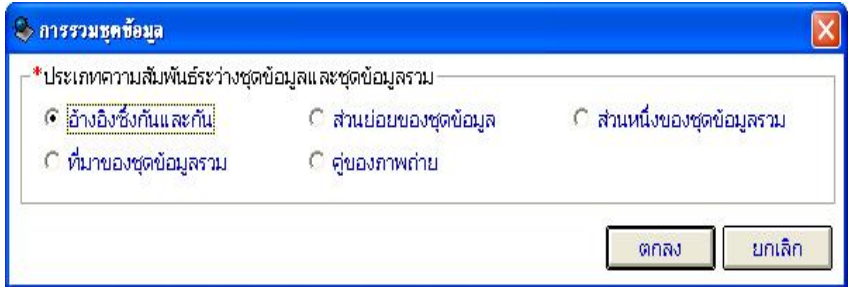 การรวมชุดข้อมูล
*ประเภทความสัมพันธ์ระว่างชุดข้อมูลและชุดข้อมูลรวม
อ้างอิงซึ่งกันและกัน ส่วนย่อยของชุดข้อมูล ส่วนหนึ่งของชุดข้อมูลรวม
ที่มาของชุดข้อมูลรวม คู่ของภาพถ่าย
ตกลง ยกเลิก